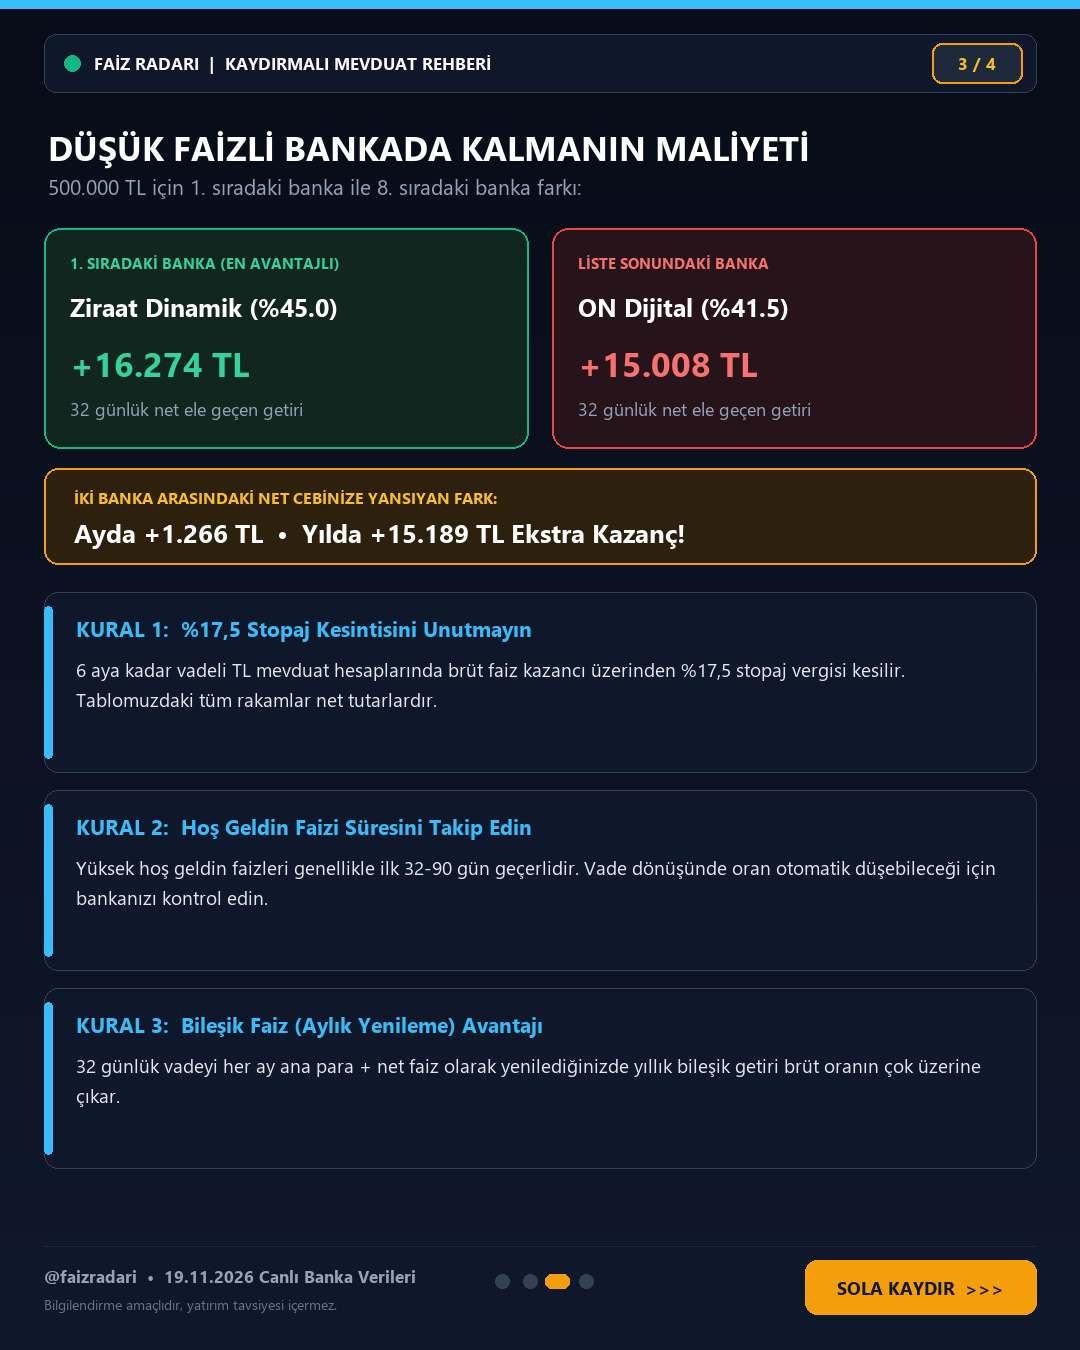 FAİZ RADARI | KAYDIRMALI MEVDUAT REHBERİ
3 / 4
DÜŞÜK FAİZLİ BANKADA KALMANIN MALİYETİ
500.000 TL için 1. sıradaki banka ile 8. sıradaki banka farkı:
1. SIRADAKİ BANKA (EN AVANTAJLI)
Ziraat Dinamik (%45.0)
+16.274 TL
32 günlük net ele geçen getiri
LİSTE SONUNDAKİ BANKA
ON Dijital (%41.5)
+15.008 TL
32 günlük net ele geçen getiri
İKİ BANKA ARASINDAKİ NET CEBİNİZE YANSIYAN FARK:
Ayda +1.266 TL • Yılda +15.189 TL Ekstra Kazanç!
KURAL 1: %17,5 Stopaj Kesintisini Unutmayın
6 aya kadar vadeli TL mevduat hesaplarında brüt faiz kazancı üzerinden %17,5 stopaj vergisi kesilir.
Tablomuzdaki tüm rakamlar net tutarlardır.
KURAL 2: Hoş Geldin Faizi Süresini Takip Edin
Yüksek hoş geldin faizleri genellikle ilk 32-90 gün geçerlidir. Vade dönüşünde oran otomatik düşebileceği için
bankanızı kontrol edin.
KURAL 3: Bileşik Faiz (Aylık Yenileme) Avantajı
32 günlük vadeyi her ay ana para + net faiz olarak yenilediğinizde yıllık bileşik getiri brüt oranın çok üzerine
çıkar.
@faizradari • 19.11.2026 Canlı Banka Verileri
Bilgilendirme amaçlıdır, yatırım tavsiyesi içermez.
SOLA KAYDIR >>>